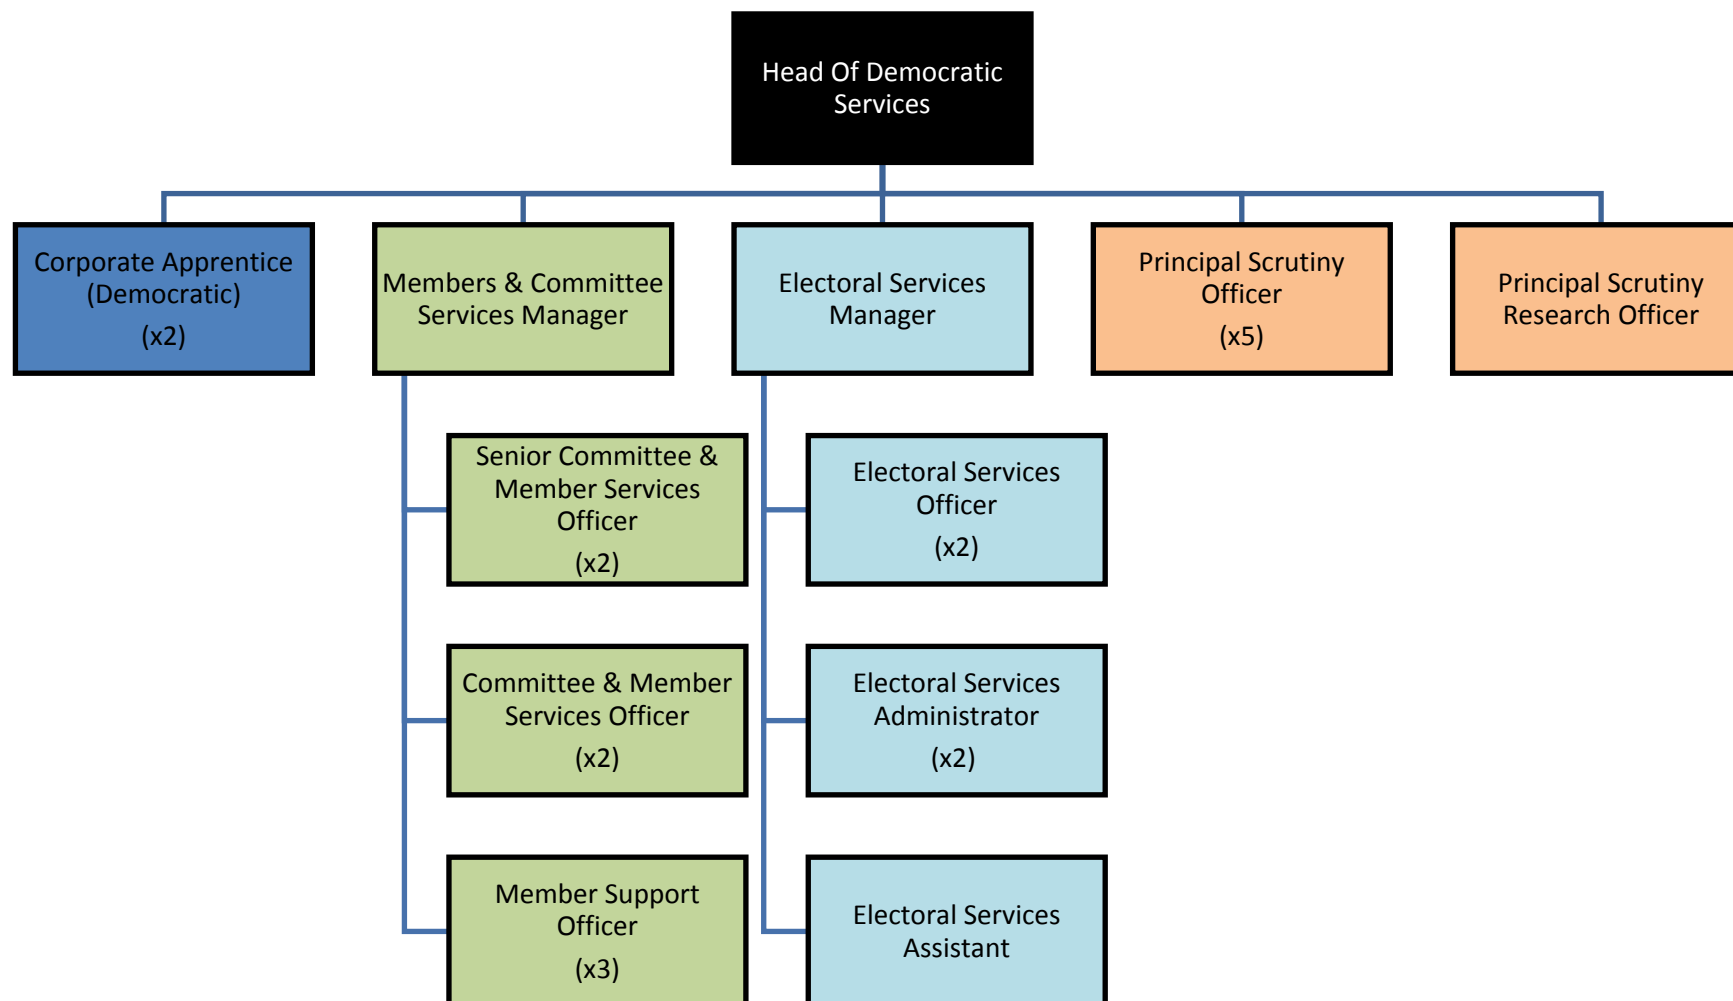 Head Of Democratic
Services
Corporate Apprentice
(Democratic)
(x2)
Members & Committee
Services Manager
Electoral Services
Manager
Principal Scrutiny
Officer
(x5)
Principal Scrutiny
Research Officer
Senior Committee &
Member Services
Officer
(x2)
Committee & Member
Services Officer
(x2)
Member Support
Officer
(x3)
Electoral Services
Officer
(x2)
Electoral Services
Administrator
(x2)
Electoral Services
Assistant